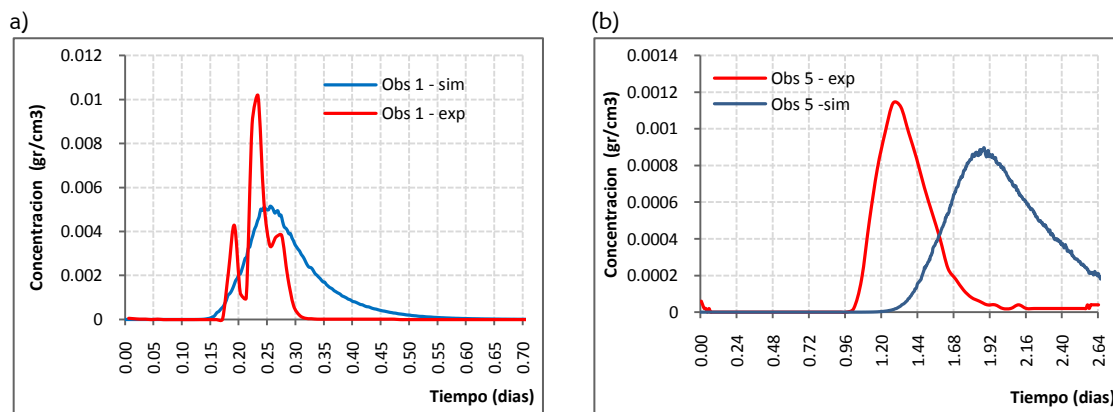 a)
Concentracion (gr/cm3)
0.012
0.01
0.008
0.006
0.004
0.002
0
Obs 1 - sim
Obs 1 - exp
0.00 0.05 0.10 0.15 0.20 0.25 0.30 0.35 0.40 0.45 0.50 0.55 0.60 0.65 0.70
Tiempo (dias)
b)
Concentracion (gr/cm3)
0.0014
0.0012
0.001
0.0008
0.0006
0.0004
0.0002
0
Obs 5 - exp
Obs 5 -sim
0.00 0.24 0.48 0.72 0.96 1.20 1.44 1.68 1.92 2.16 2.40 2.64
Tiempo (dias)